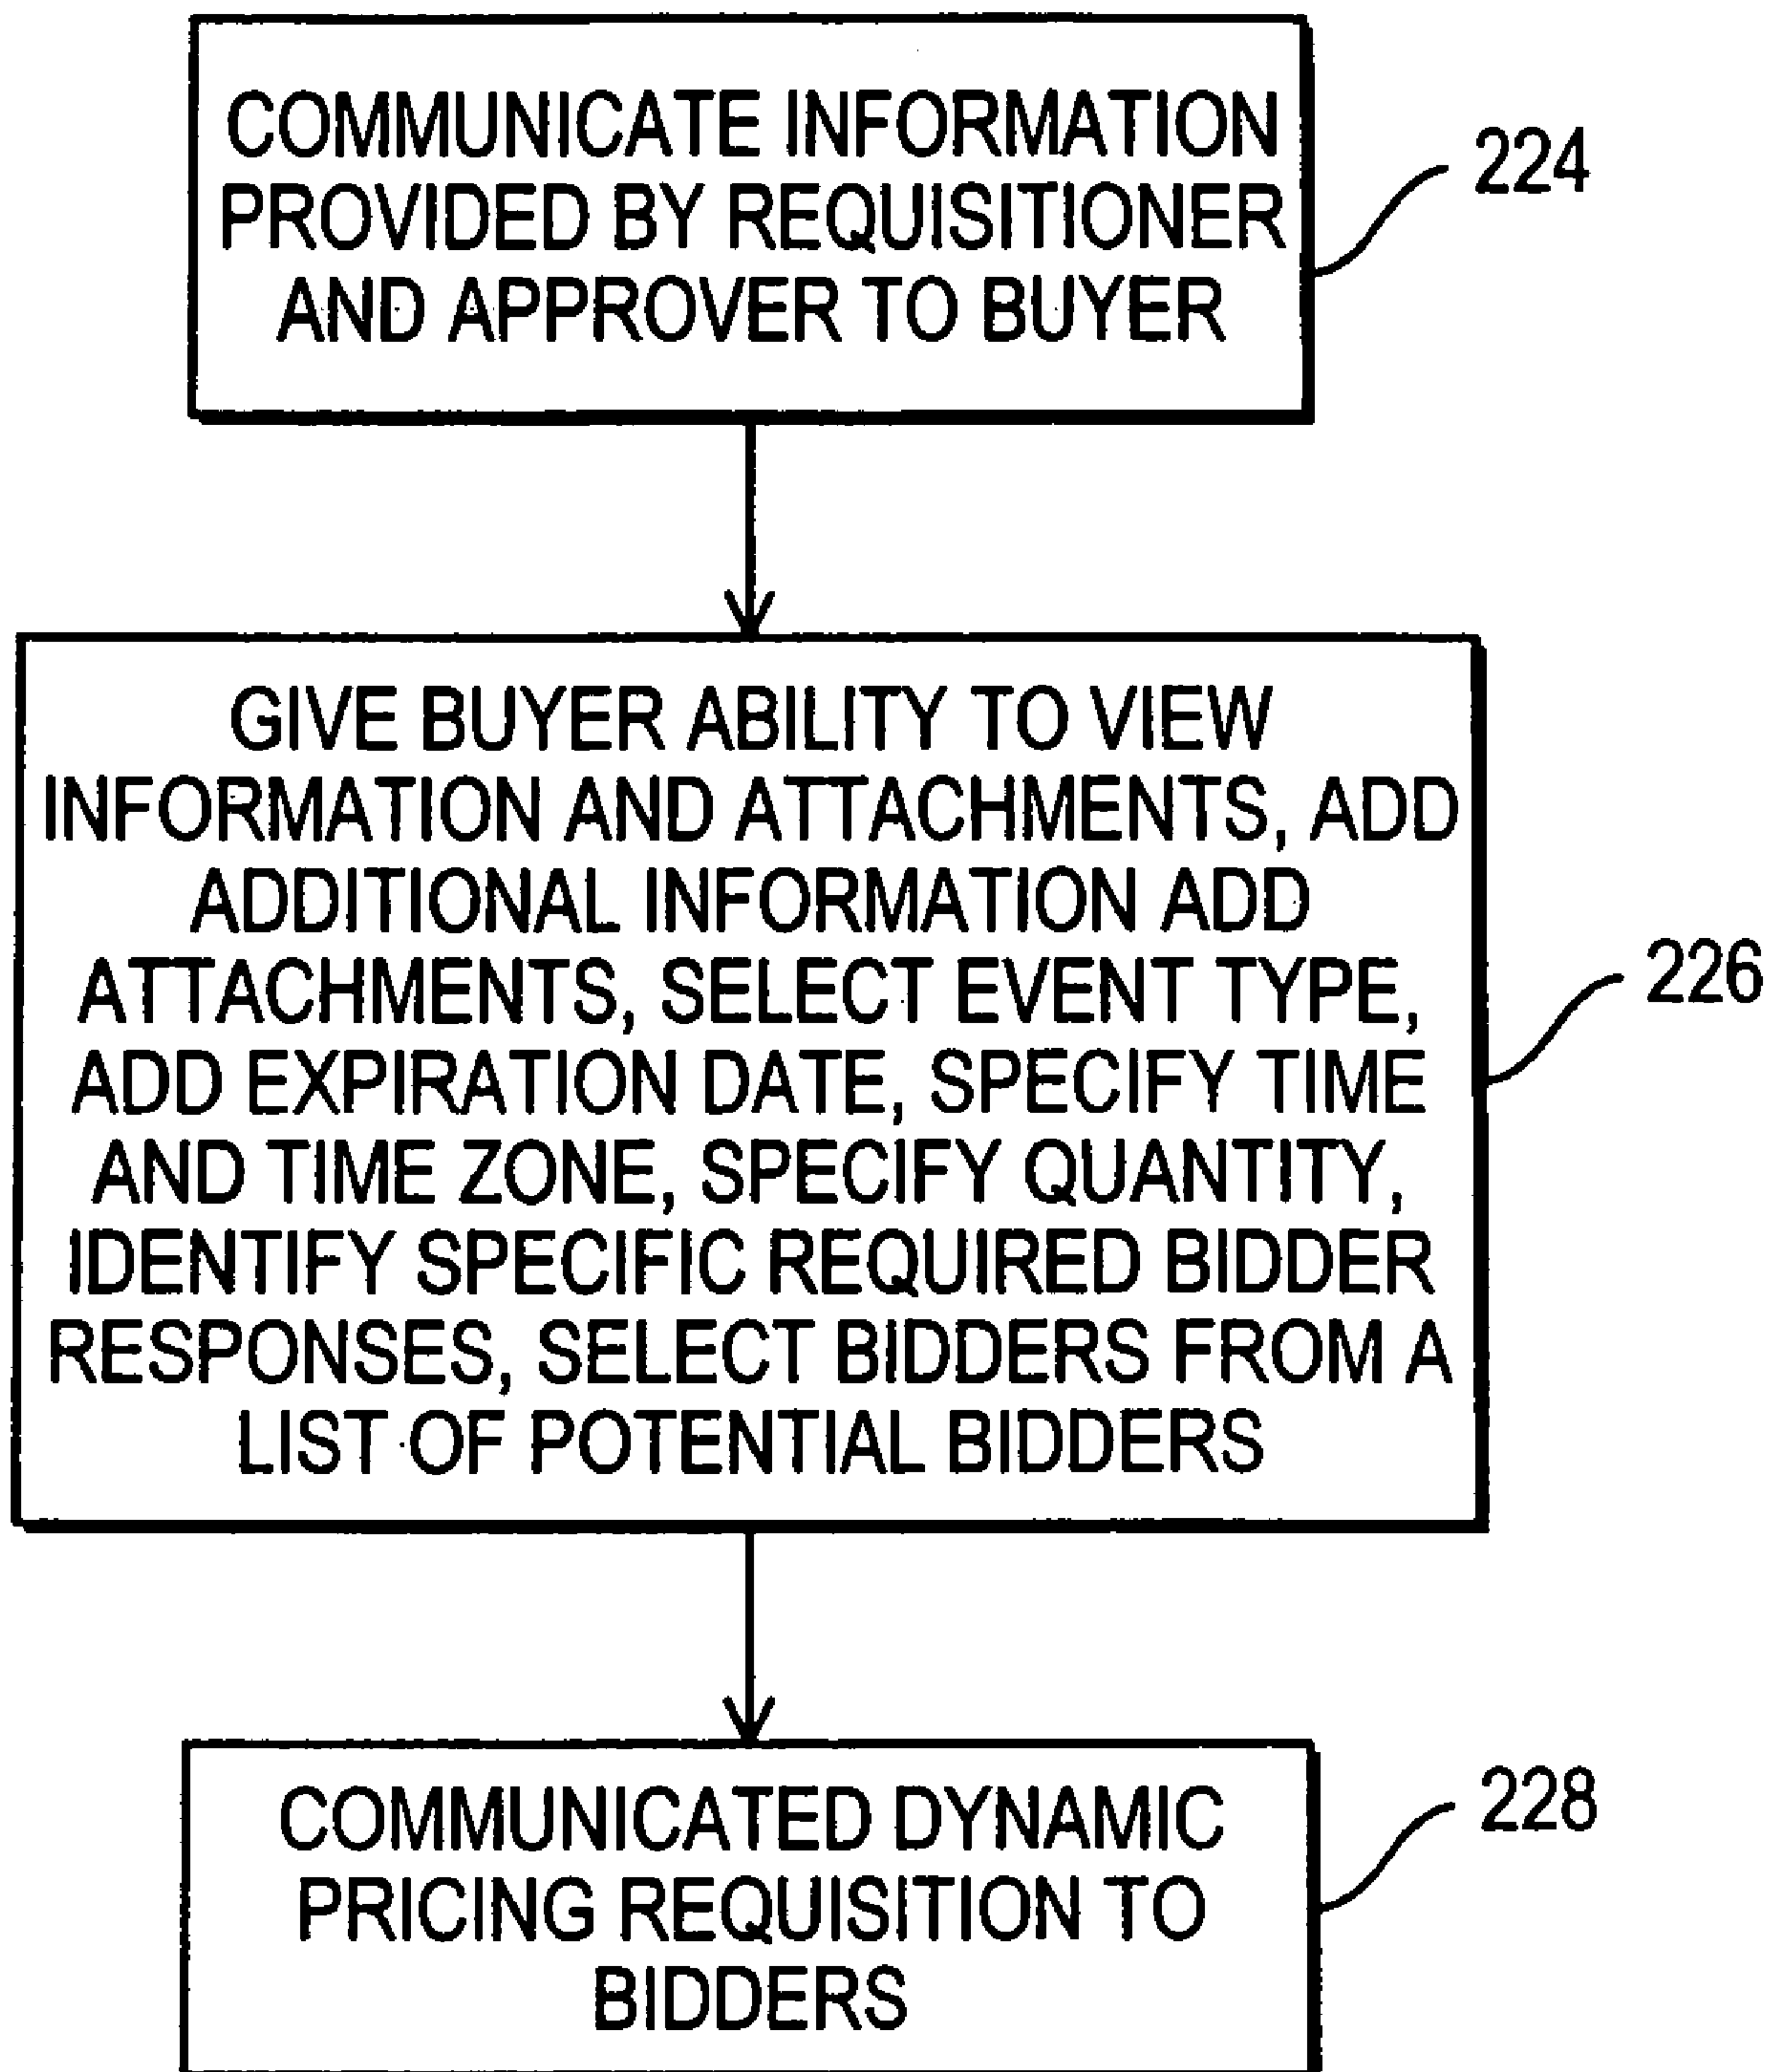 COMMUNICATE INFORMATION
PROVIDED BY REQUISITIONER
AND APPROVER TO BUYER
224
GIVE BUYER ABILITY TO VIEW
INFORMATION AND ATTACHMENTS, ADD
ADDITIONAL INFORMATION ADD
ATTACHMENTS, SELECT EVENT TYPE,
ADD EXPIRATION DATE, SPECIFY TIME
AND TIME ZONE, SPECIFY QUANTITY,
IDENTIFY SPECIFIC REQUIRED BIDDER
RESPONSES, SELECT BIDDERS FROM A
LIST OF POTENTIAL BIDDERS
226
COMMUNICATED DYNAMIC
PRICING REQUISITION TO
BIDDERS
228